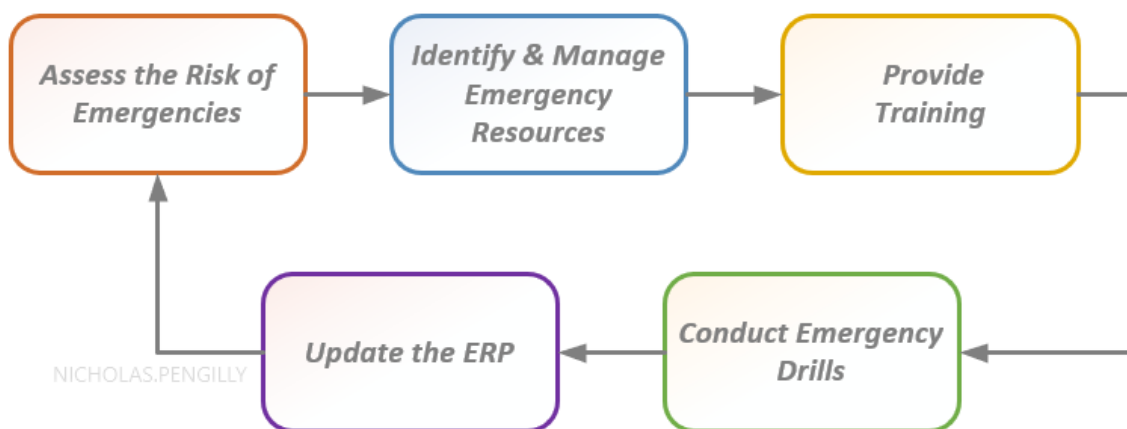 Assess the Risk of
Emergencies
Identify & Manage
Emergency
Resources
Provide
Training
Update the ERP
Conduct Emergency
Drills
NICHOLAS.PENGILLY